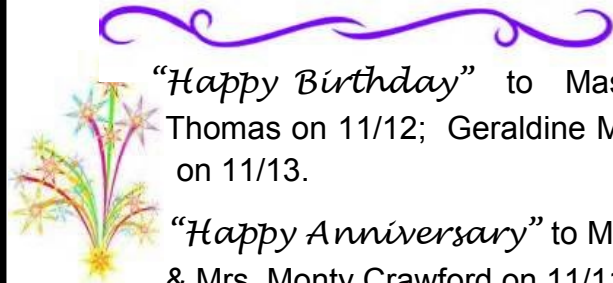 “Happy Birthday” to Mas
Thomas on 11/12; Geraldine M
on 11/13.
“Happy Anniversary” to M
& Mrs. Monty Crawford on 11/1